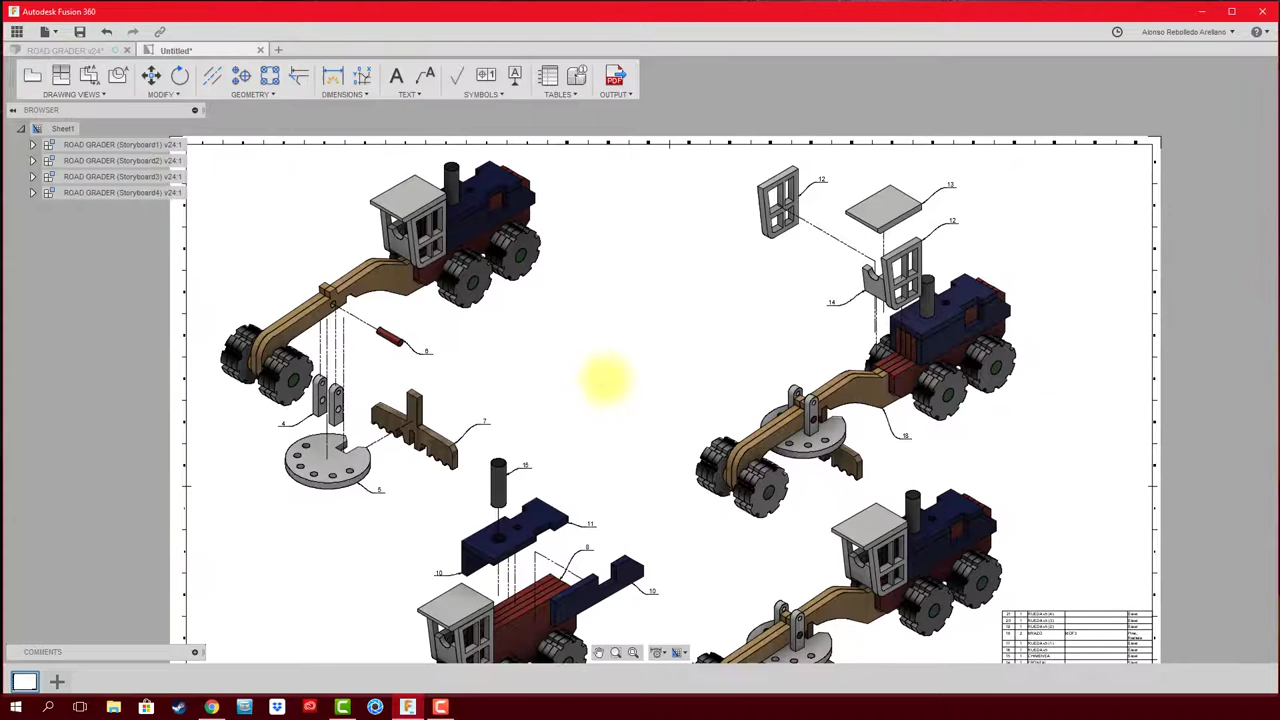 Autodesk Fusion 360
Alonso Rebolledo Arellano
ROAD GRADER v24*
Untitled*
DRAWING VIEWS
MODIFY
GEOMETRY
DIMENSIONS
TEXT
SYMBOLS
TABLES
OUTPUT
PDF
BROWSER
Sheet1
ROAD GRADER (Storyboard1) v24:1
ROAD GRADER (Storyboard2) v24:1
ROAD GRADER (Storyboard3) v24:1
ROAD GRADER (Storyboard4) v24:1
12
13
12
14
6
4
7
5
18
15
11
8
10
10
COMMENTS